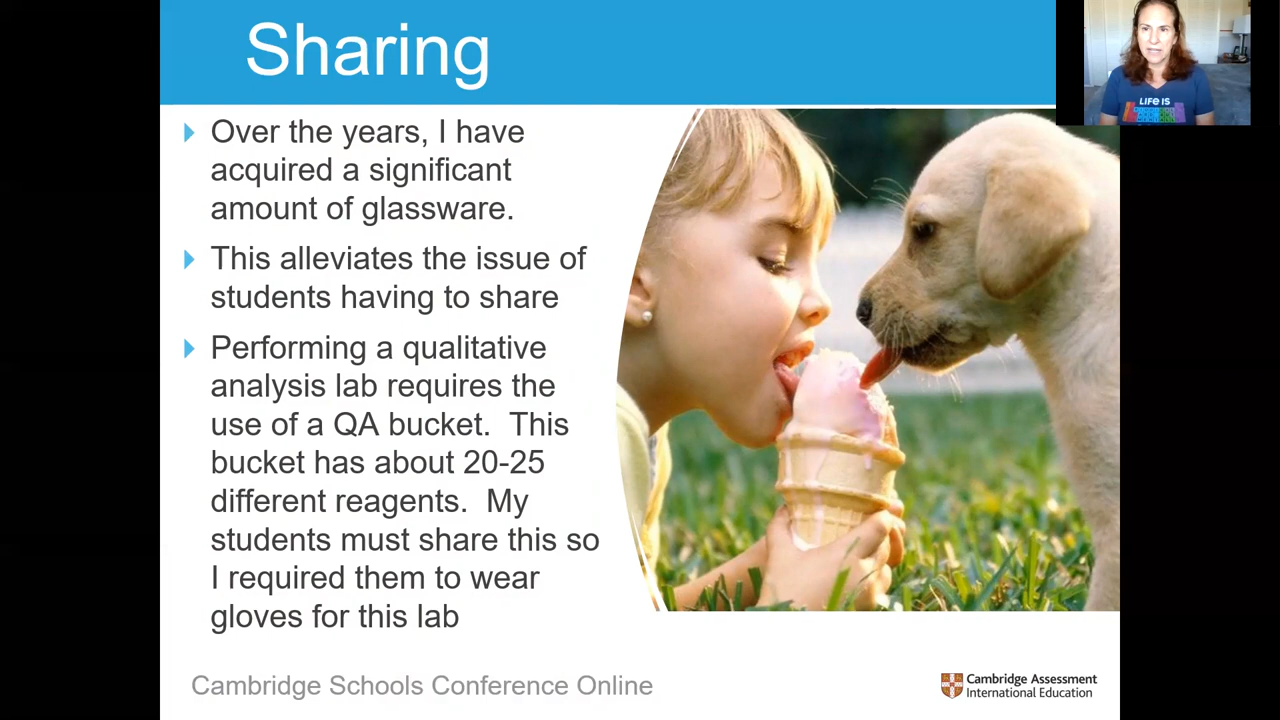 Sharing
Over the years, I have
acquired a significant
amount of glassware.
This alleviates the issue of
students having to share
Performing a qualitative
analysis lab requires the
use of a QA bucket.  This
bucket has about 20-25
different reagents.  My
students must share this so
I required them to wear
gloves for this lab
LIFE IS
Cambridge Schools Conference Online
Cambridge Assessment
International Education